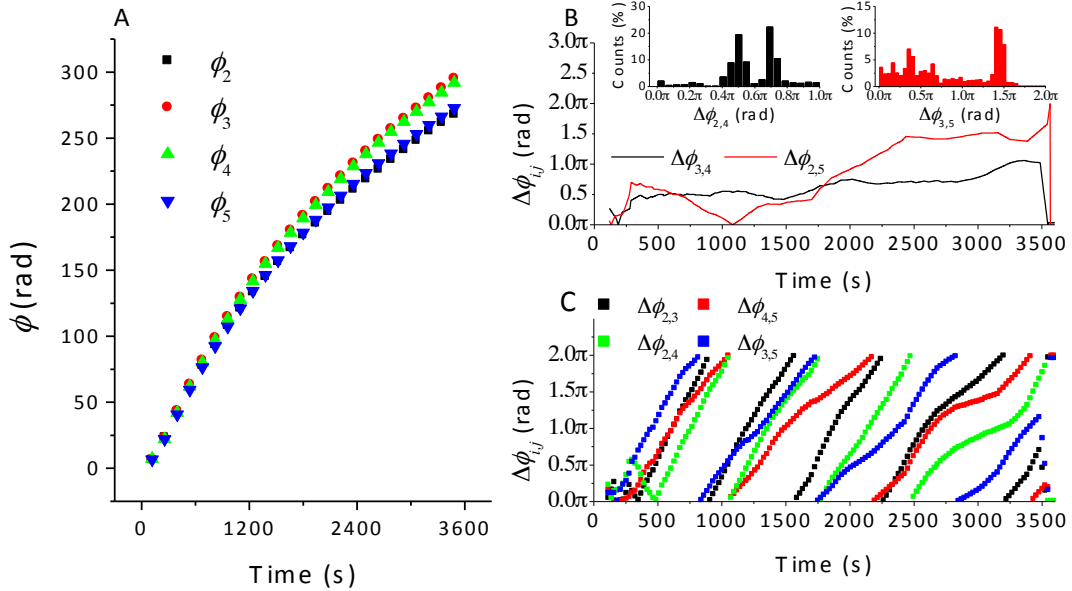 A
ϕ2
ϕ3
ϕ4
ϕ5
300
250
200
150
100
50
0
ϕ (rad)
0 1200 2400 3600
Time (s)
B
3.0π
2.5π
2.0π
1.5π
1.0π
0.5π
0.0π
Δϕi,j (rad)
30
20
10
0
Counts (%)
0.0π 0.2π 0.4π 0.6π 0.8π 1.0π
Δϕ2,4 (rad)
15
10
5
0
Counts (%)
0.0π 0.5π 1.0π 1.5π 2.0π
Δϕ3,5 (rad)
Δϕ3,4 Δϕ2,5
0 500 1000 1500 2000 2500 3000 3500
Time (s)
C
Δϕ2,3 Δϕ4,5
Δϕ2,4 Δϕ3,5
2.0π
1.5π
1.0π
0.5π
0.0π
Δϕi,j (rad)
0 500 1000 1500 2000 2500 3000 3500
Time (s)